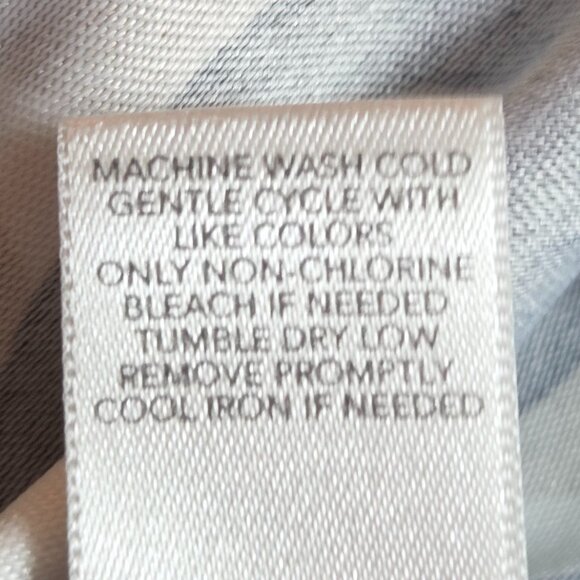 MACHINE WASH COLD
GENTLE CYCLE WITH
LIKE COLORS
ONLY NON-CHLORINE
BLEACH IF NEEDED
TUMBLE DRY LOW
REMOVE PROMPTLY
COOL IRON IF NEEDED